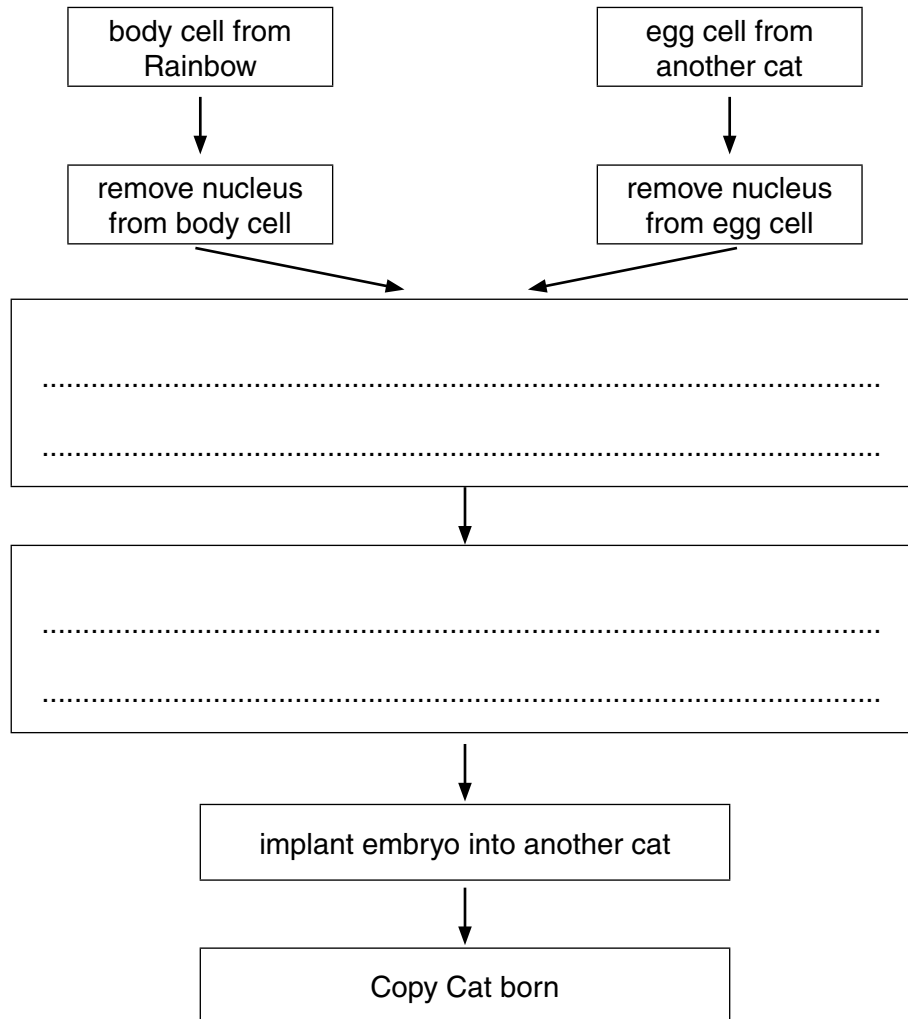 body cell from
Rainbow
egg cell from
another cat
remove nucleus
from body cell
remove nucleus
from egg cell
implant embryo into another cat
Copy Cat born